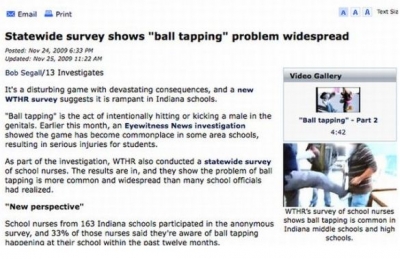 Email Print
A A A Text Siz
Statewide survey shows "ball tapping" problem widespread
Posted: Nov 24, 2009 6:33 PM
Updated: Nov 25, 2009 11:22 AM
Bob Segall/13 Investigates
It's a disturbing game with devastating consequences, and a new
WTHR survey suggests it is rampant in Indiana schools.
"Ball tapping" is the act of intentionally hitting or kicking a male in the
genitals. Earlier this month, an Eyewitness News investigation
showed the game has become commonplace in some area schools,
resulting in serious injuries for students.
As part of the investigation, WTHR also conducted a statewide survey
of school nurses. The results are in, and they show the problem of ball
tapping is more common and widespread than many school officials
had realized.
"New perspective"
School nurses from 163 Indiana schools participated in the anonymous
survey, and 33% of those nurses said they're aware of ball tapping
happening at their school within the past twelve months.
Video Gallery
"Ball tapping" - Part 2
4:42
WTHR's survey of school nurses
shows ball tapping is common in
Indiana middle schools and high
schools.